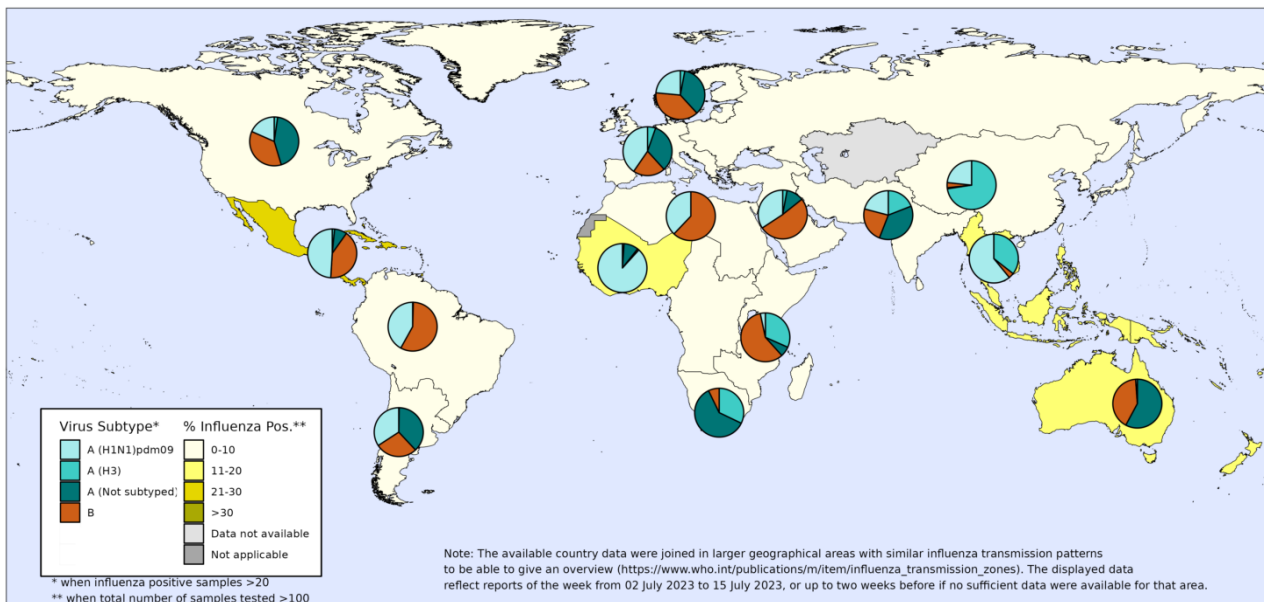 Virus Subtype*
A (H1N1)pdm09
A (H3)
A (Not subtyped)
B
% Influenza Pos.**
0-10
11-20
21-30
>30
Data not available
Not applicable
* when influenza positive samples >20
** when total number of samples tested >100
Note: The available country data were joined in larger geographical areas with similar influenza transmission patterns
to be able to give an overview (https://www.who.int/publications/m/item/influenza_transmission_zones). The displayed data
reflect reports of the week from 02 July 2023 to 15 July 2023, or up to two weeks before if no sufficient data were available for that area.